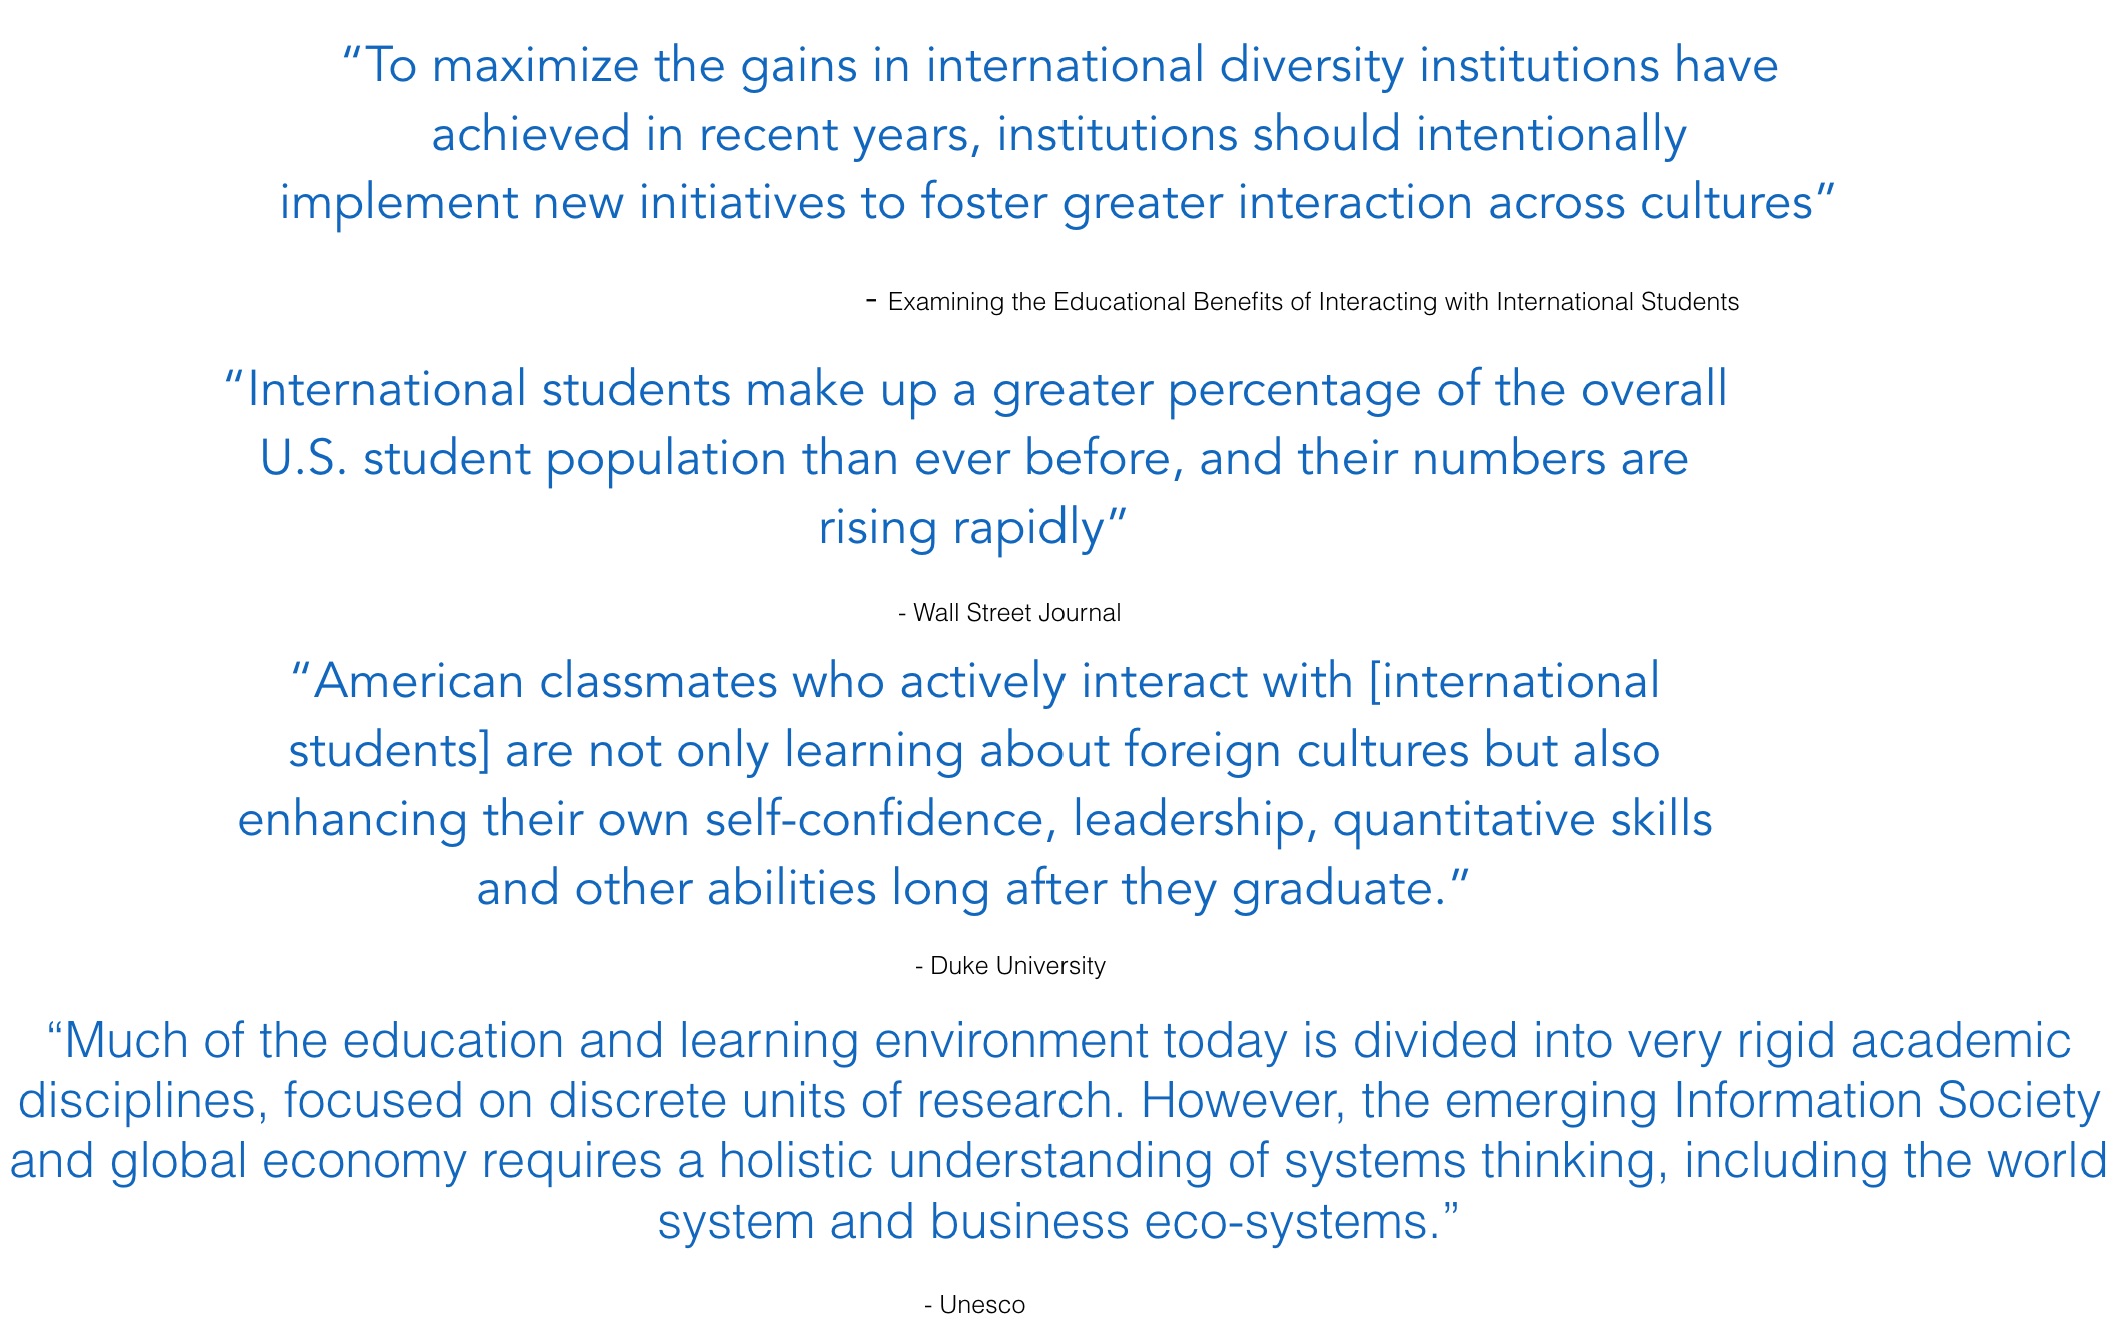 “To maximize the gains in international diversity institutions have
achieved in recent years, institutions should intentionally
implement new initiatives to foster greater interaction across cultures”
- Examining the Educational Benefits of Interacting with International Students
“International students make up a greater percentage of the overall
U.S. student population than ever before, and their numbers are
rising rapidly”
- Wall Street Journal
“American classmates who actively interact with [international
students] are not only learning about foreign cultures but also
enhancing their own self-confidence, leadership, quantitative skills
and other abilities long after they graduate.”
- Duke University
“Much of the education and learning environment today is divided into very rigid academic
disciplines, focused on discrete units of research. However, the emerging Information Society
and global economy requires a holistic understanding of systems thinking, including the world
system and business eco-systems.”
- Unesco